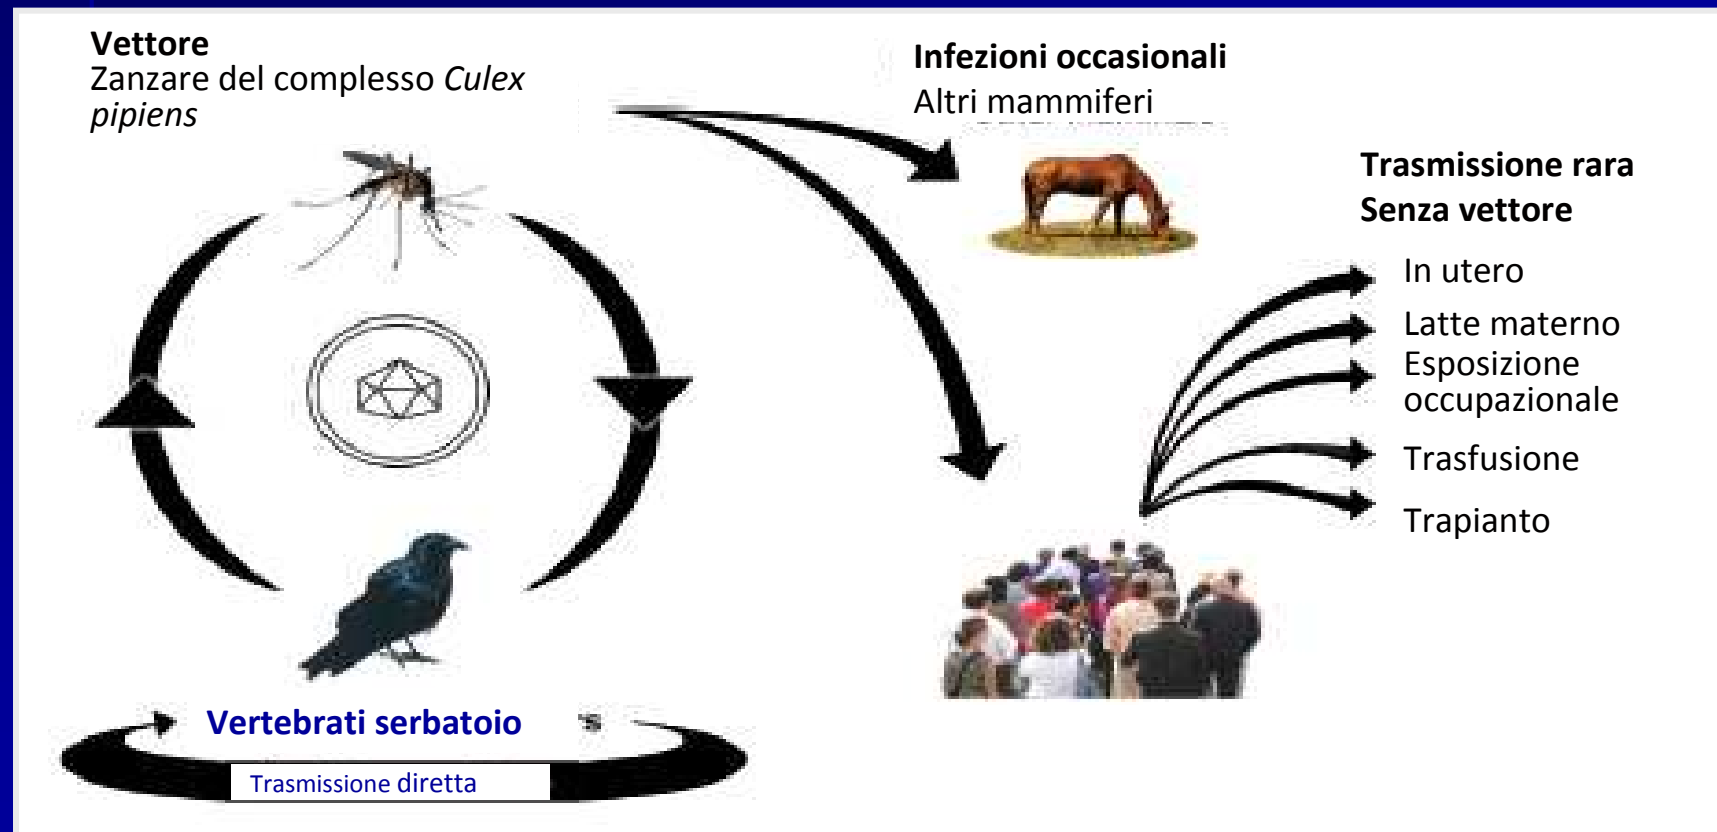 Vettore
Zanzare del complesso Culex
pipiens
Infezioni occasionali
Altri mammiferi
Trasmissione rara
Senza vettore
In utero
Latte materno
Esposizione
occupazionale
Trasfusione
Trapianto
Vertebrati serbatoio
s
Trasmissione diretta